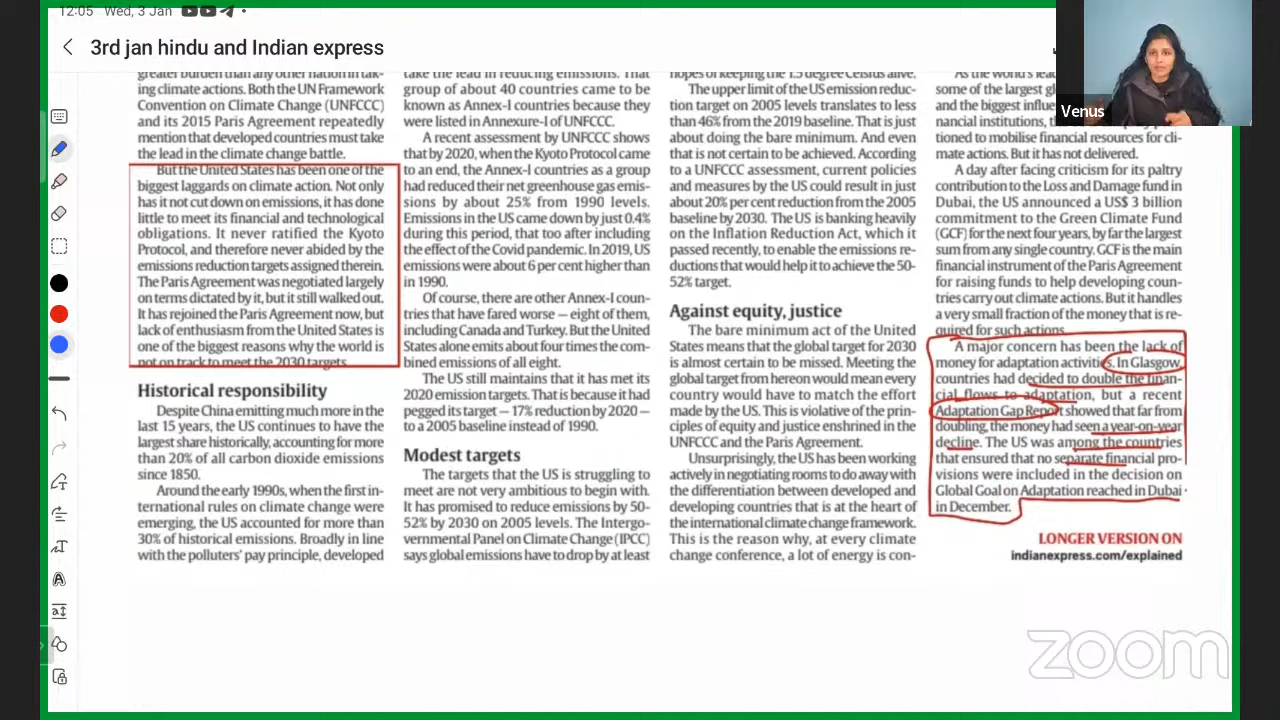 12:05 Wed, 3 Jan
3rd jan hindu and Indian express
Venus
greater burden than any other nation in tak-
ing climate actions. Both the UN Framework
Convention on Climate Change (UNFCCC)
and its 2015 Paris Agreement repeatedly
mention that developed countries must take
the lead in the climate change battle.
But the United States has been one of the
biggest laggards on climate action. Not only
has it not cut down on emissions, it has done
little to meet its financial and technological
obligations. It never ratified the Kyoto
Protocol, and therefore never abided by the
emissions reduction targets assigned therein.
The Paris Agreement was negotiated largely
on terms dictated by it, but it still walked out.
It has rejoined the Paris Agreement now, but
lack of enthusiasm from the United States is
one of the biggest reasons why the world is
not on track to meet the 2030 targets.
Historical responsibility
Despite China emitting much more in the
last 15 years, the US continues to have the
largest share historically, accounting for more
than 20% of all carbon dioxide emissions
since 1850.
Around the early 1990s, when the first in-
ternational rules on climate change were
emerging, the US accounted for more than
30% of historical emissions. Broadly in line
with the polluters' pay principle, developed
take the lead in reducing emissions. That
group of about 40 countries came to be
known as Annex-I countries because they
were listed in Annexure-I of UNFCCC.
A recent assessment by UNFCCC shows
that by 2020, when the Kyoto Protocol came
to an end, the Annex-I countries as a group
had reduced their net greenhouse gas emis-
sions by about 25% from 1990 levels.
Emissions in the US came down by just 0.4%
during this period, that too after including
the effect of the Covid pandemic. In 2019, US
emissions were about 6 per cent higher than
in 1990.
Of course, there are other Annex-I coun-
tries that have fared worse — eight of them,
including Canada and Turkey. But the United
States alone emits about four times the com-
bined emissions of all eight.
The US still maintains that it has met its
2020 emission targets. That is because it had
pegged its target — 17% reduction by 2020 —
to a 2005 baseline instead of 1990.
Modest targets
The targets that the US is struggling to
meet are not very ambitious to begin with.
It has promised to reduce emissions by 50-
52% by 2030 on 2005 levels. The Intergo-
vernmental Panel on Climate Change (IPCC)
says global emissions have to drop by at least
hopes of keeping the 1.5 degree Celsius alive.
The upper limit of the US emission reduc-
tion target on 2005 levels translates to less
than 46% from the 2019 baseline. That is just
about doing the bare minimum. And even
that is not certain to be achieved. According
to a UNFCCC assessment, current policies
and measures by the US could result in just
about 20% per cent reduction from the 2005
baseline by 2030. The US is banking heavily
on the Inflation Reduction Act, which it
passed recently, to enable the emissions re-
ductions that would help it to achieve the 50-
52% target.
Against equity, justice
The bare minimum act of the United
States means that the global target for 2030
is almost certain to be missed. Meeting the
global target from hereon would mean every
country would have to match the effort
made by the US. This is violative of the prin-
ciples of equity and justice enshrined in the
UNFCCC and the Paris Agreement.
Unsurprisingly, the US has been working
actively in negotiating rooms to do away with
the differentiation between developed and
developing countries that is at the heart of
the international climate change framework.
This is the reason why, at every climate
change conference, a lot of energy is con-
As the world's
some of the largest
and the biggest
nancial institutions,
tioned to mobilise financial resources for cli-
mate actions. But it has not delivered.
A day after facing criticism for its paltry
contribution to the Loss and Damage fund in
Dubai, the US announced a US$ 3 billion
commitment to the Green Climate Fund
(GCF) for the next four years, by far the largest
sum from any single country. GCF is the main
financial instrument of the Paris Agreement
for raising funds to help developing coun-
tries carry out climate actions. But it handles
a very small fraction of the money that is re-
quired for such actions.
A major concern has been the lack of
money for adaptation activities. In Glasgow,
countries had decided to double the finan-
cial flows to adaptation, but a recent
Adaptation Gap Report showed that far from
doubling, the money had seen a year-on-year
decline. The US was among the countries
that ensured that no separate financial pro-
visions were included in the decision on
Global Goal on Adaptation reached in Dubai
in December.
LONGER VERSION ON
indianexpress.com/explained
zoom